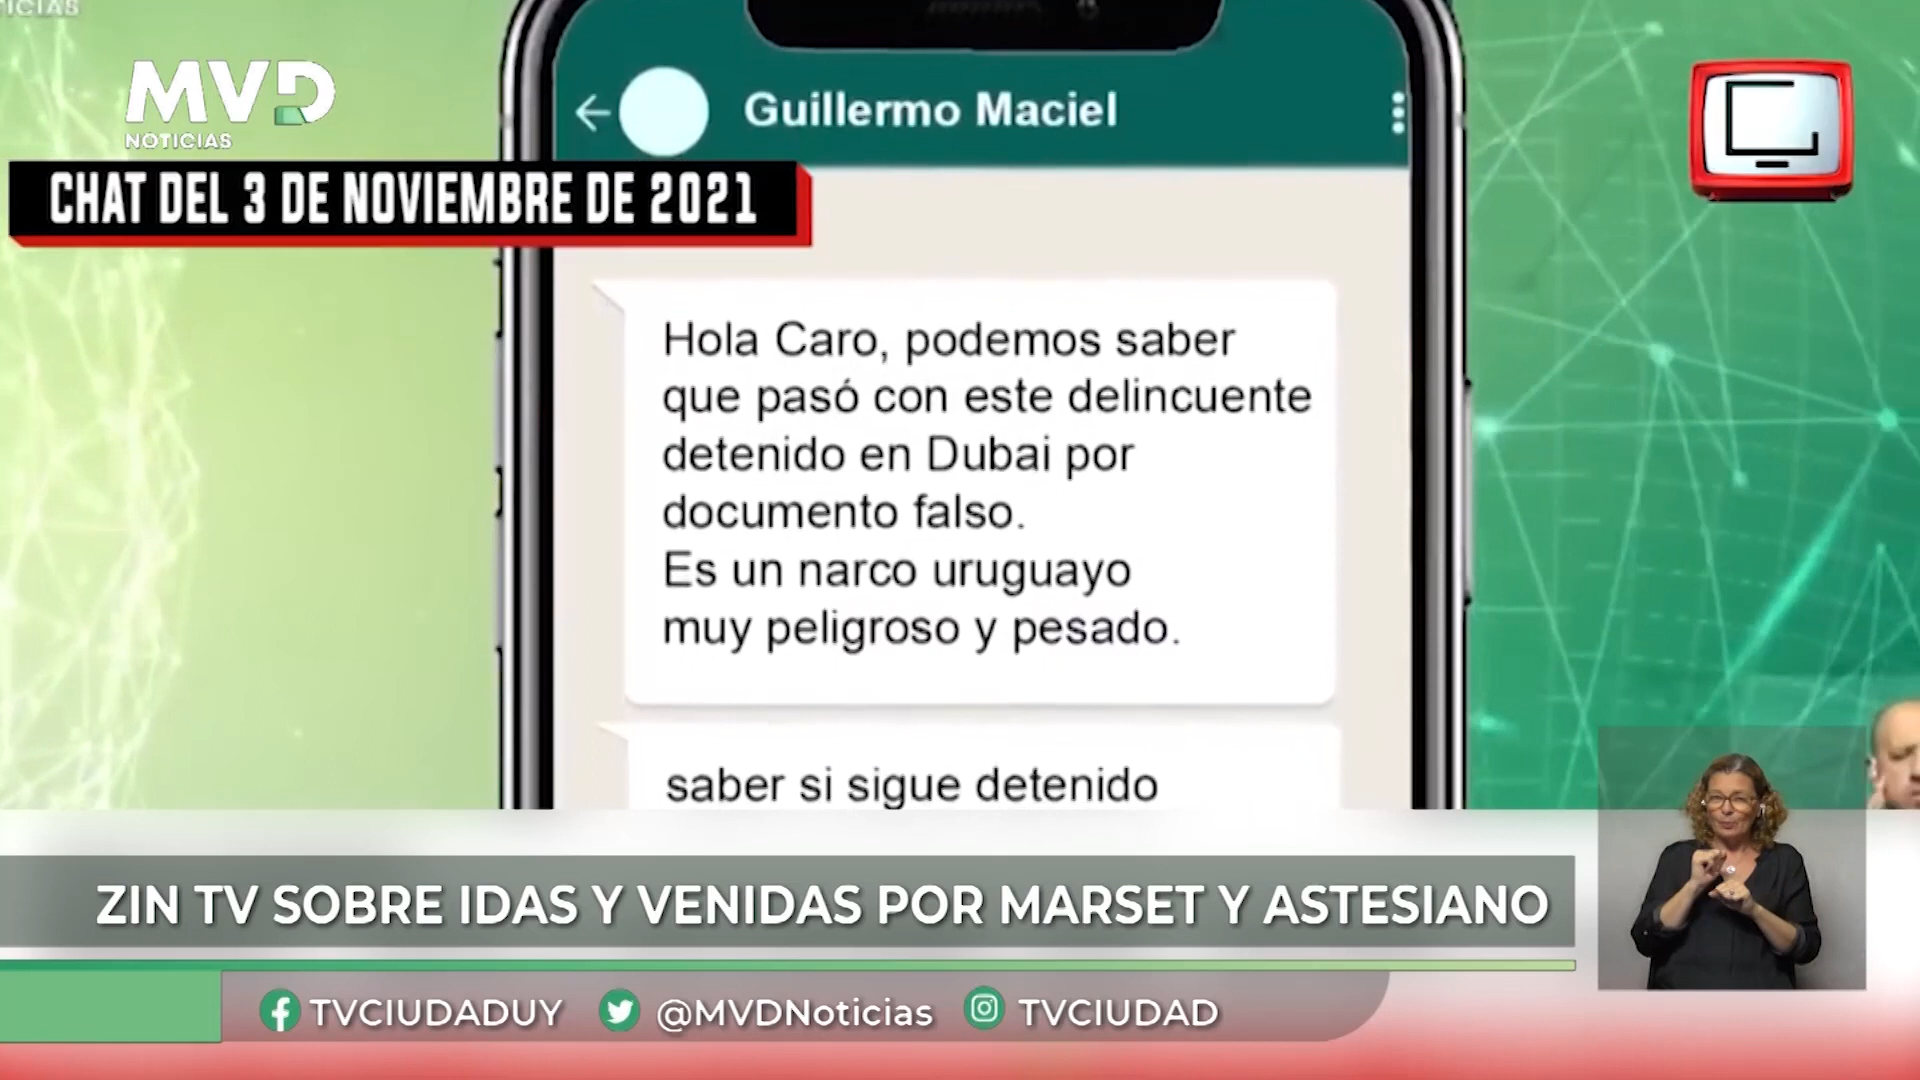 MVD
NOTICIAS
CHAT DEL 3 DE NOVIEMBRE DE 2021
Guillermo Maciel
Hola Caro, podemos saber
que pasó con este delincuente
detenido en Dubai por
documento falso.
Es un narco uruguayo
muy peligroso y pesado.
saber si sigue detenido
ZIN TV SOBRE IDAS Y VENIDAS POR MARSET Y ASTESIANO
TVCIUDADUY @MVDNoticias TVCIUDAD